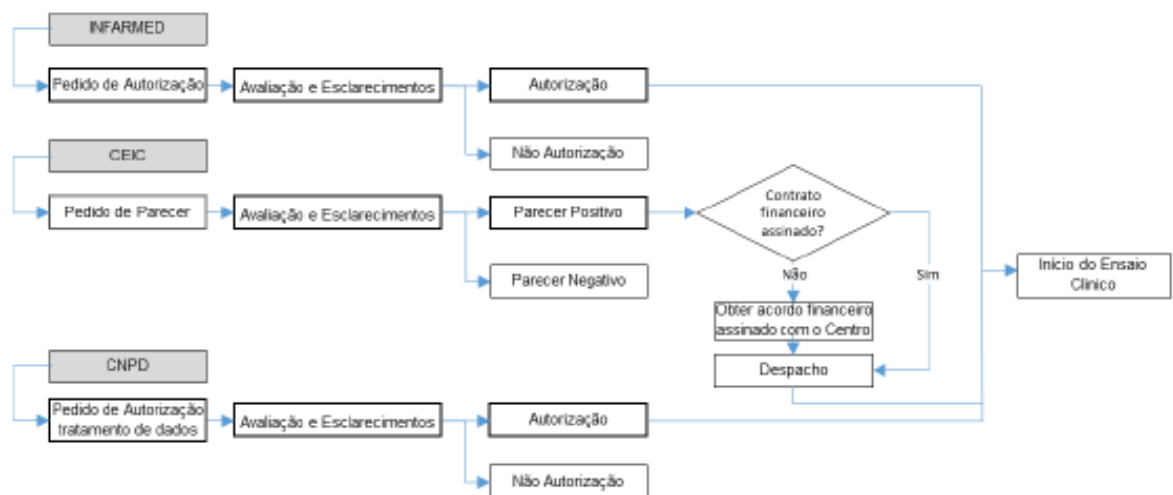 INFARMED
Pedido de Autorização
Avaliação e Esclarecimentos
Autorização
Não Autorização
CEIC
Pedido de Parecer
Avaliação e Esclarecimentos
Parecer Positivo
Parecer Negativo
Contrato
financeiro
assinado?
Não
Sim
Obter acordo financeiro
assinado com o Centro
Despacho
Início do Ensaio
Clínico
CNPD
Pedido de Autorização
tratamento de dados
Avaliação e Esclarecimentos
Autorização
Não Autorização